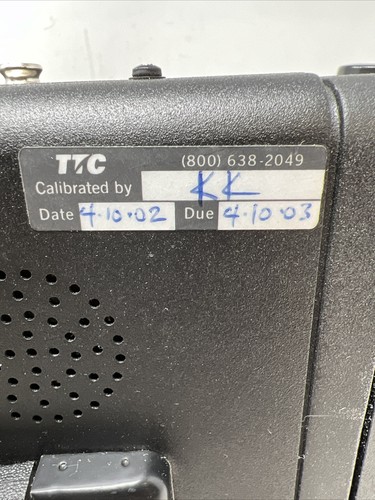 TTC (800) 638-2049
Calibrated by KK
Date 4.10.02 Due 4.10.03